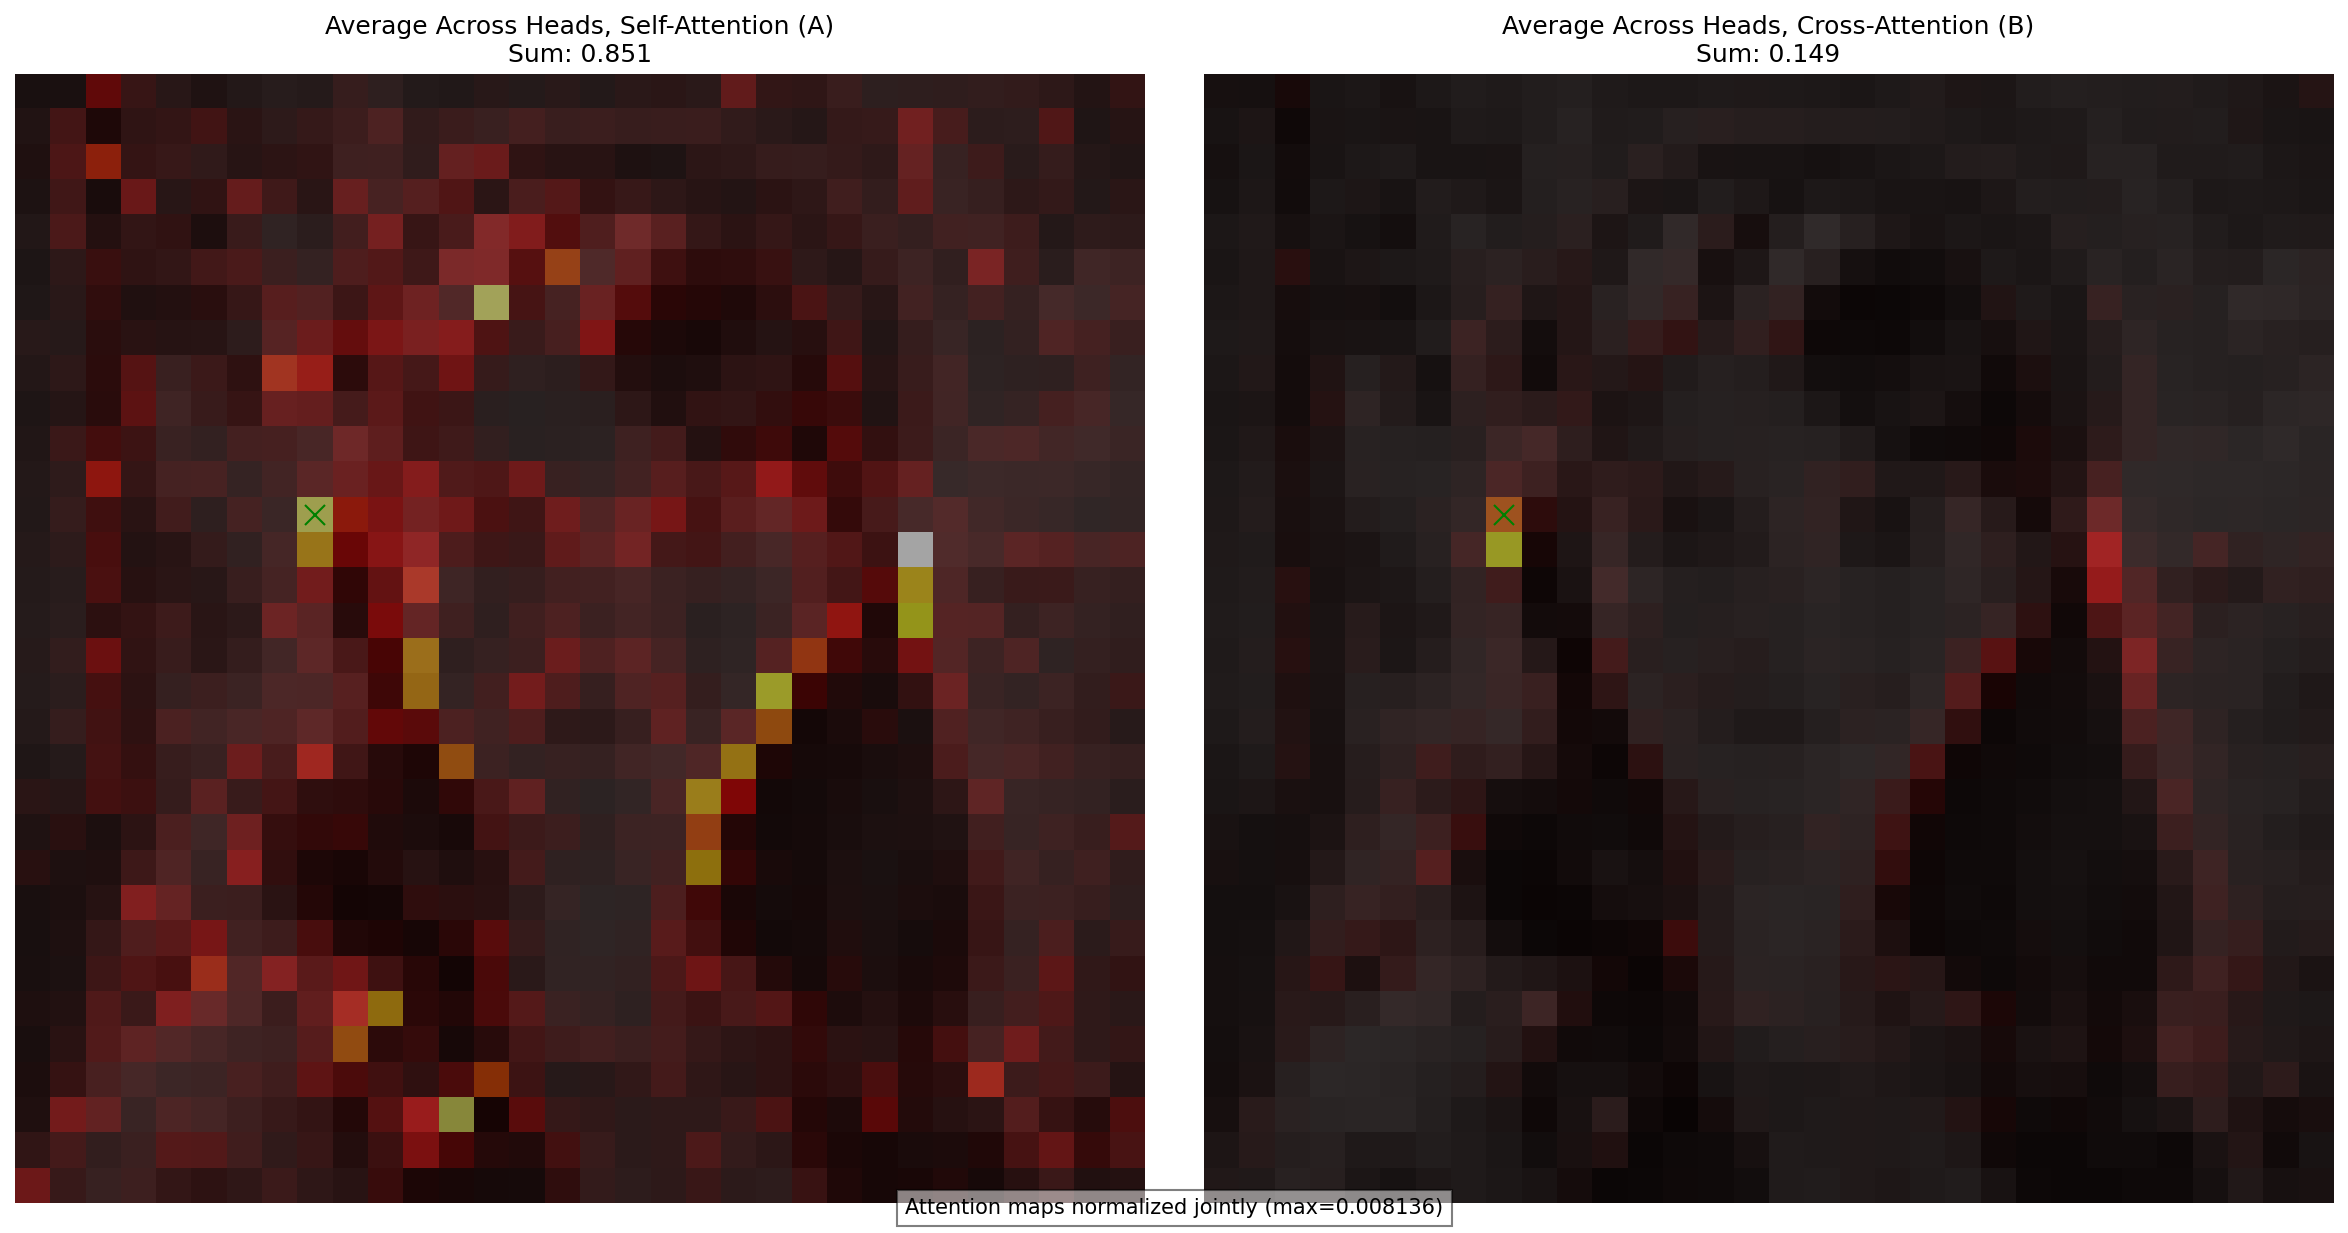 Average Across Heads, Self-Attention (A)
Sum: 0.851
Average Across Heads, Cross-Attention (B)
Sum: 0.149
Attention maps normalized jointly (max=0.008136)